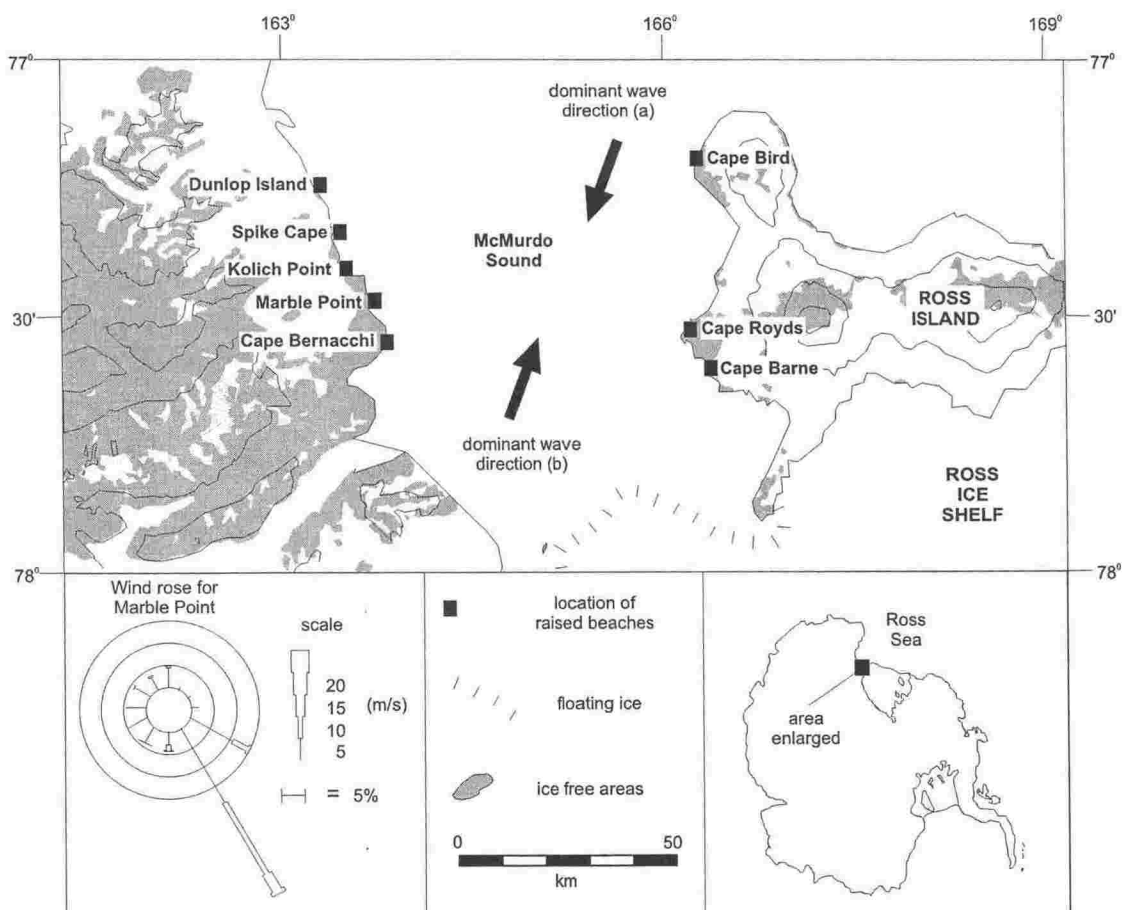 163°
166°
169°
77°
77°
dominant wave
direction (a)
Cape Bird
Dunlop Island
Spike Cape
McMurdo
Sound
Kolich Point
Marble Point
30'
30'
ROSS
ISLAND
Cape Royds
Cape Bernacchi
Cape Barne
dominant wave
direction (b)
ROSS
ICE
SHELF
78°
78°
Wind rose for
Marble Point
scale
20
15
10
5
(m/s)
= 5%
location of
raised beaches
floating ice
ice free areas
0
50
km
Ross
Sea
area
enlarged